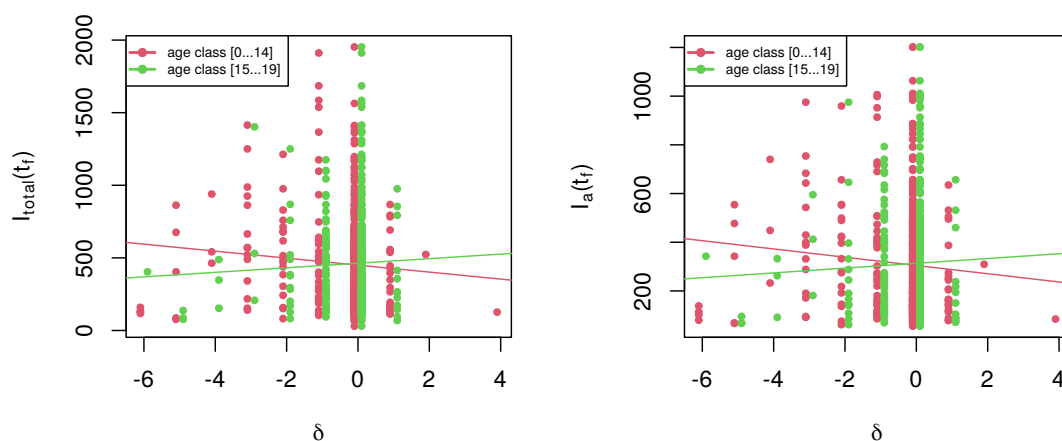 2000
1500
1000
500
0
I_total(t_f)
age class [0...14]
age class [15...19]
-6 -4 -2 0 2 4
δ
1000
600
200
I_a(t_f)
age class [0...14]
age class [15...19]
-6 -4 -2 0 2 4
δ